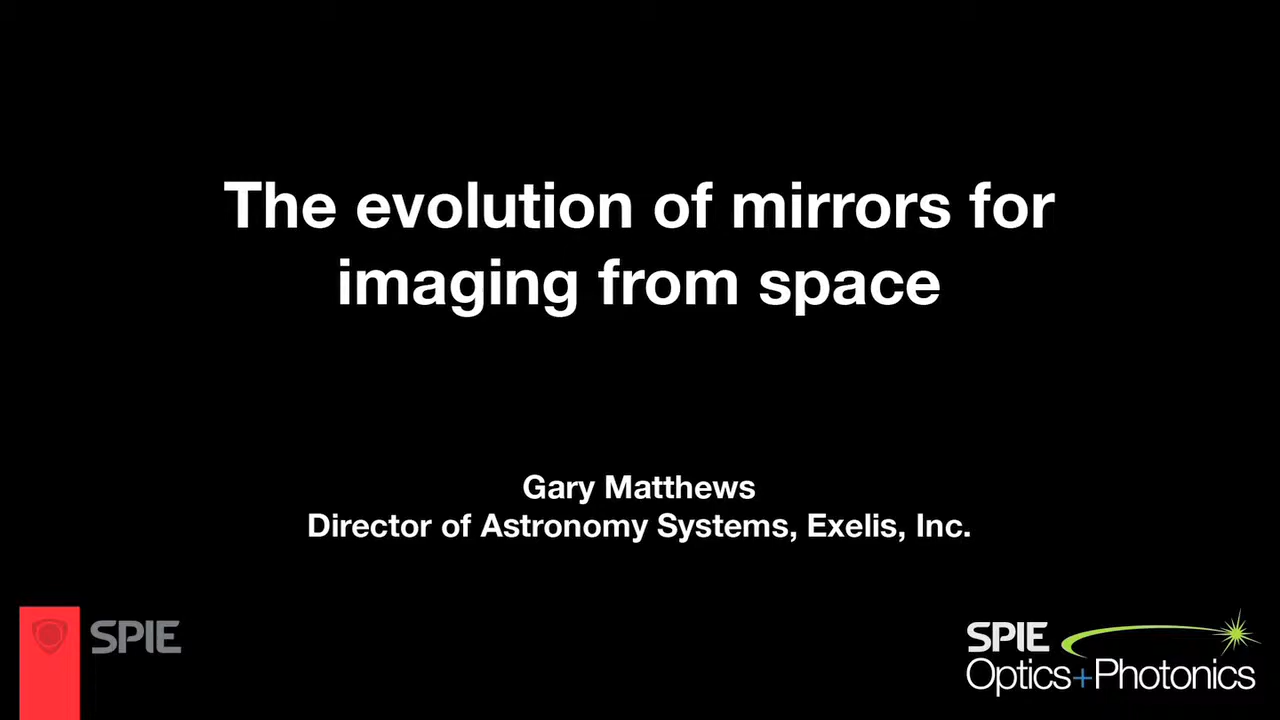 The evolution of mirrors for
imaging from space
Gary Matthews
Director of Astronomy Systems, Exelis, Inc.
SPIE
SPIE
Optics+Photonics